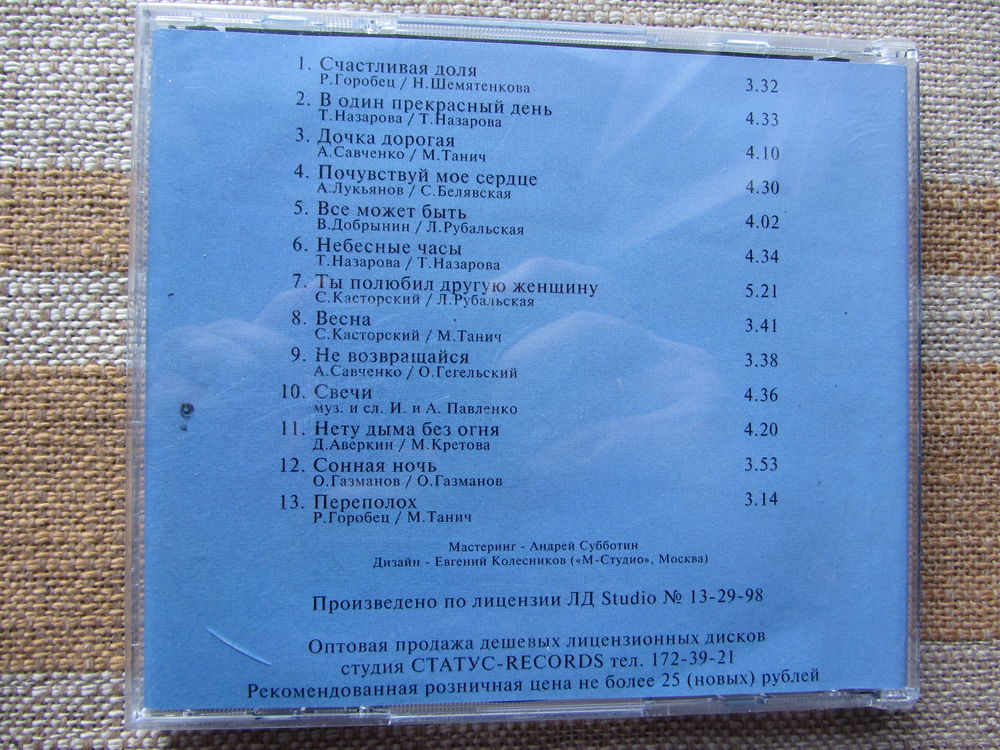 1. Счастливая доля 3.32
Р.Горобец / Н.Шемятенкова
2. В один прекрасный день 4.33
Т.Назарова / Т.Назарова
3. Дочка дорогая 4.10
А.Савченко / М.Танич
4. Почувствуй мое сердце 4.30
А.Лукьянов / С.Белявская
5. Все может быть 4.02
В.Добрынин / Л.Рубальская
6. Небесные часы 4.34
Т.Назарова / Т.Назарова
7. Ты полюбил другую женщину 5.21
С.Касторский / Л.Рубальская
8. Весна 3.41
С.Касторский / М.Танич
9. Не возвращайся 3.38
А.Савченко / О.Гегельский
10. Свечи 4.36
муз. и сл. И. и А. Павленко
11. Нету дыма без огня 4.20
Д.Аверкин / М.Кретова
12. Сонная ночь 3.53
О.Газманов / О.Газманов
13. Переполох 3.14
Р.Горобец / М.Танич
Мастеринг - Андрей Субботин
Дизайн - Евгений Колесников («М-Студио», Москва)
Произведено по лицензии ЛД Studio № 13-29-98
Оптовая продажа дешевых лицензионных дисков
студия СТАТУС-RECORDS тел. 172-39-21
Рекомендованная розничная цена не более 25 (новых) рублей